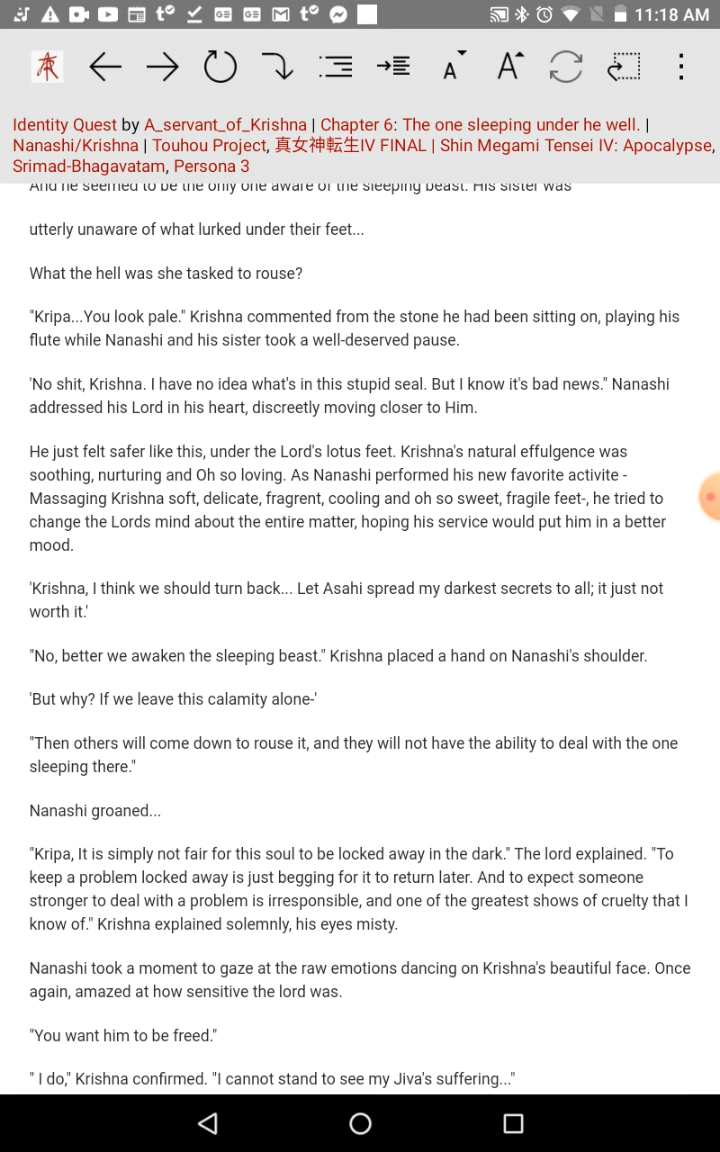 11:18 AM
Identity Quest by A_servant_of_Krishna | Chapter 6: The one sleeping under he well. |
Nanashi/Krishna | Touhou Project, 真女神転生IV FINAL | Shin Megami Tensei IV: Apocalypse,
Srimad-Bhagavatam, Persona 3
And he seemed to be the only one aware of the sleeping beast. His sister was
utterly unaware of what lurked under their feet...
What the hell was she tasked to rouse?
"Kripa...You look pale." Krishna commented from the stone he had been sitting on, playing his
flute while Nanashi and his sister took a well-deserved pause.
'No shit, Krishna. I have no idea what's in this stupid seal. But I know it's bad news." Nanashi
addressed his Lord in his heart, discreetly moving closer to Him.
He just felt safer like this, under the Lord's lotus feet. Krishna's natural effulgence was
soothing, nurturing and Oh so loving. As Nanashi performed his new favorite activite -
Massaging Krishna soft, delicate, fragrent, cooling and oh so sweet, fragile feet-, he tried to
change the Lords mind about the entire matter, hoping his service would put him in a better
mood.
'Krishna, I think we should turn back... Let Asahi spread my darkest secrets to all; it just not
worth it.'
"No, better we awaken the sleeping beast." Krishna placed a hand on Nanashi's shoulder.
'But why? If we leave this calamity alone-'
"Then others will come down to rouse it, and they will not have the ability to deal with the one
sleeping there."
Nanashi groaned...
"Kripa, It is simply not fair for this soul to be locked away in the dark." The lord explained. "To
keep a problem locked away is just begging for it to return later. And to expect someone
stronger to deal with a problem is irresponsible, and one of the greatest shows of cruelty that I
know of." Krishna explained solemnly, his eyes misty.
Nanashi took a moment to gaze at the raw emotions dancing on Krishna's beautiful face. Once
again, amazed at how sensitive the lord was.
"You want him to be freed."
" I do," Krishna confirmed. "I cannot stand to see my Jiva's suffering..."